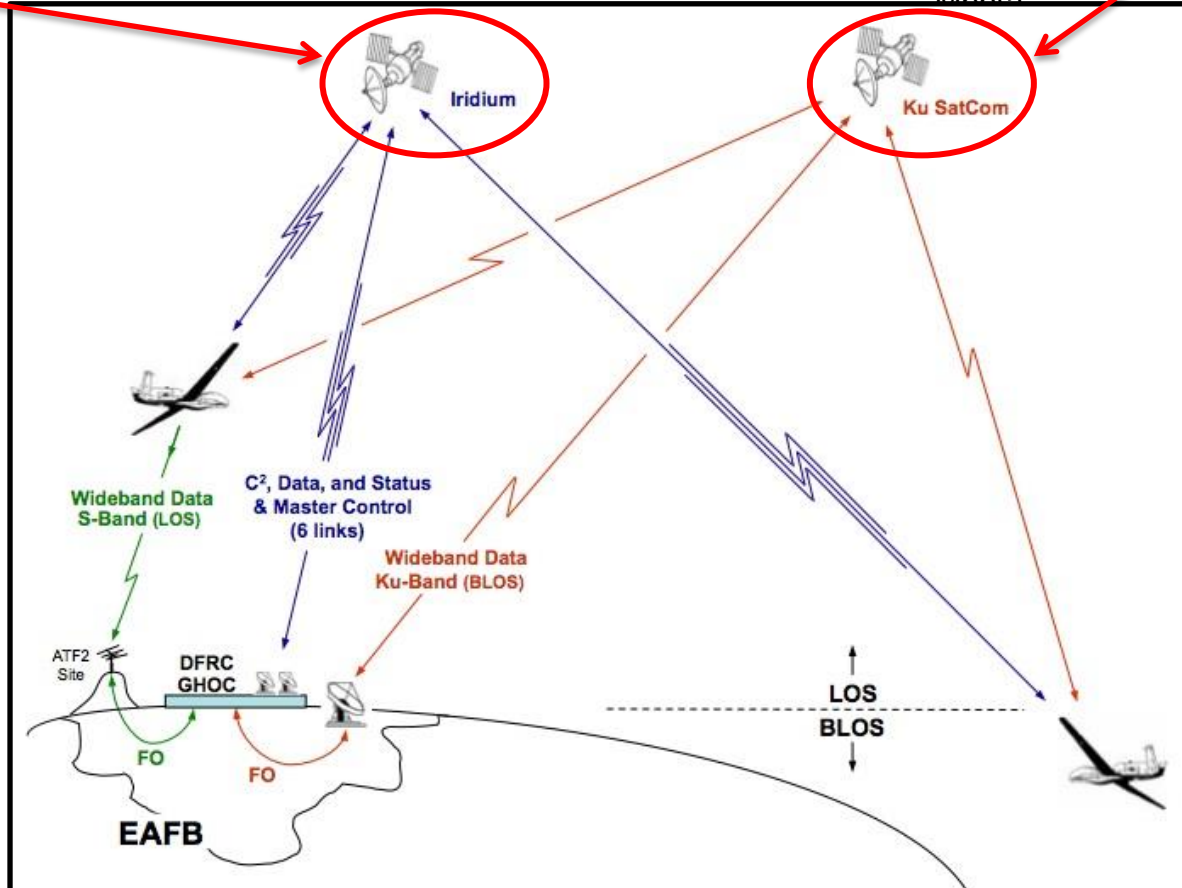 Iridium
Ku SatCom
Wideband Data
S-Band (LOS)
C², Data, and Status
& Master Control
(6 links)
Wideband Data
Ku-Band (BLOS)
ATF2
Site
DFRC
GHOC
LOS
BLOS
FO
FO
EAFB